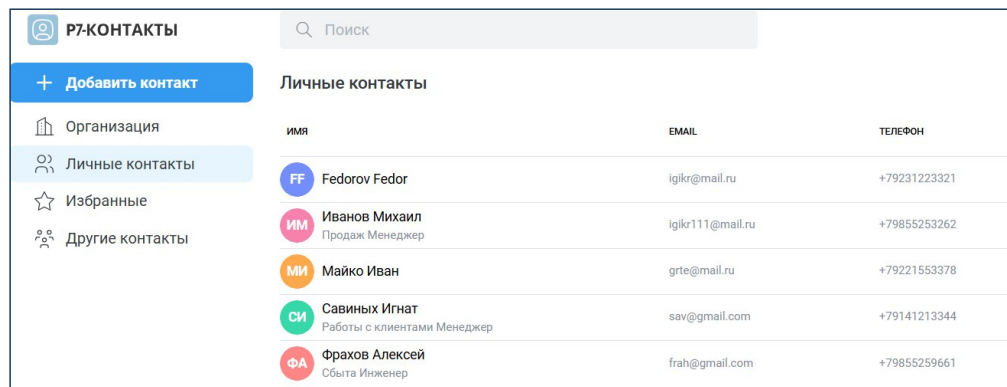 Р7-КОНТАКТЫ
Поиск
Добавить контакт
Организация
Личные контакты
Избранные
Другие контакты
Личные контакты
ИМЯ EMAIL ТЕЛЕФОН
FF Fedorov Fedor igikr@mail.ru +79231223321
ИМ Иванов Михаил igikr111@mail.ru +79855253262
Продаж Менеджер
МИ Майко Иван grte@mail.ru +79221553378
СИ Савиных Игнат sav@gmail.com +79141213344
Работы с клиентами Менеджер
ФА Фрахов Алексей frah@gmail.com +79855259661
Сбыта Инженер